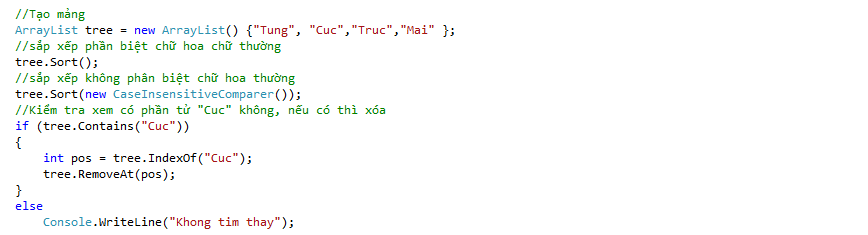 //Tạo mảng
ArrayList tree = new ArrayList() {"Tung", "Cuc","Truc","Mai" };
//sắp xếp phần biệt chữ hoa chữ thường
tree.Sort();
//sắp xếp không phân biệt chữ hoa thường
tree.Sort(new CaseInsensitiveComparer());
//Kiểm tra xem có phần tử "Cuc" không, nếu có thì xóa
if (tree.Contains("Cuc"))
{
    int pos = tree.IndexOf("Cuc");
    tree.RemoveAt(pos);
}
else
    Console.WriteLine("Khong tim thay");